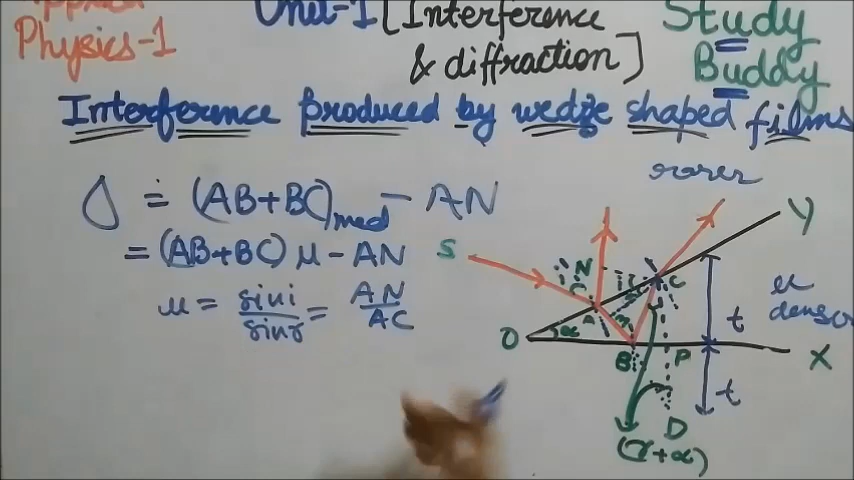 Applied
Physics-1
Unit-1 [Interference
& diffraction]
Study
Buddy
Interference produced by wedge shaped films
Δ = (AB+BC)med - AN
= (AB+BC) μ - AN
μ = sin i / sin r = AN / AC
rarer
S
N
C
Y
A
O
α
B
P
X
μ
denser
t
t
D
(r+α)